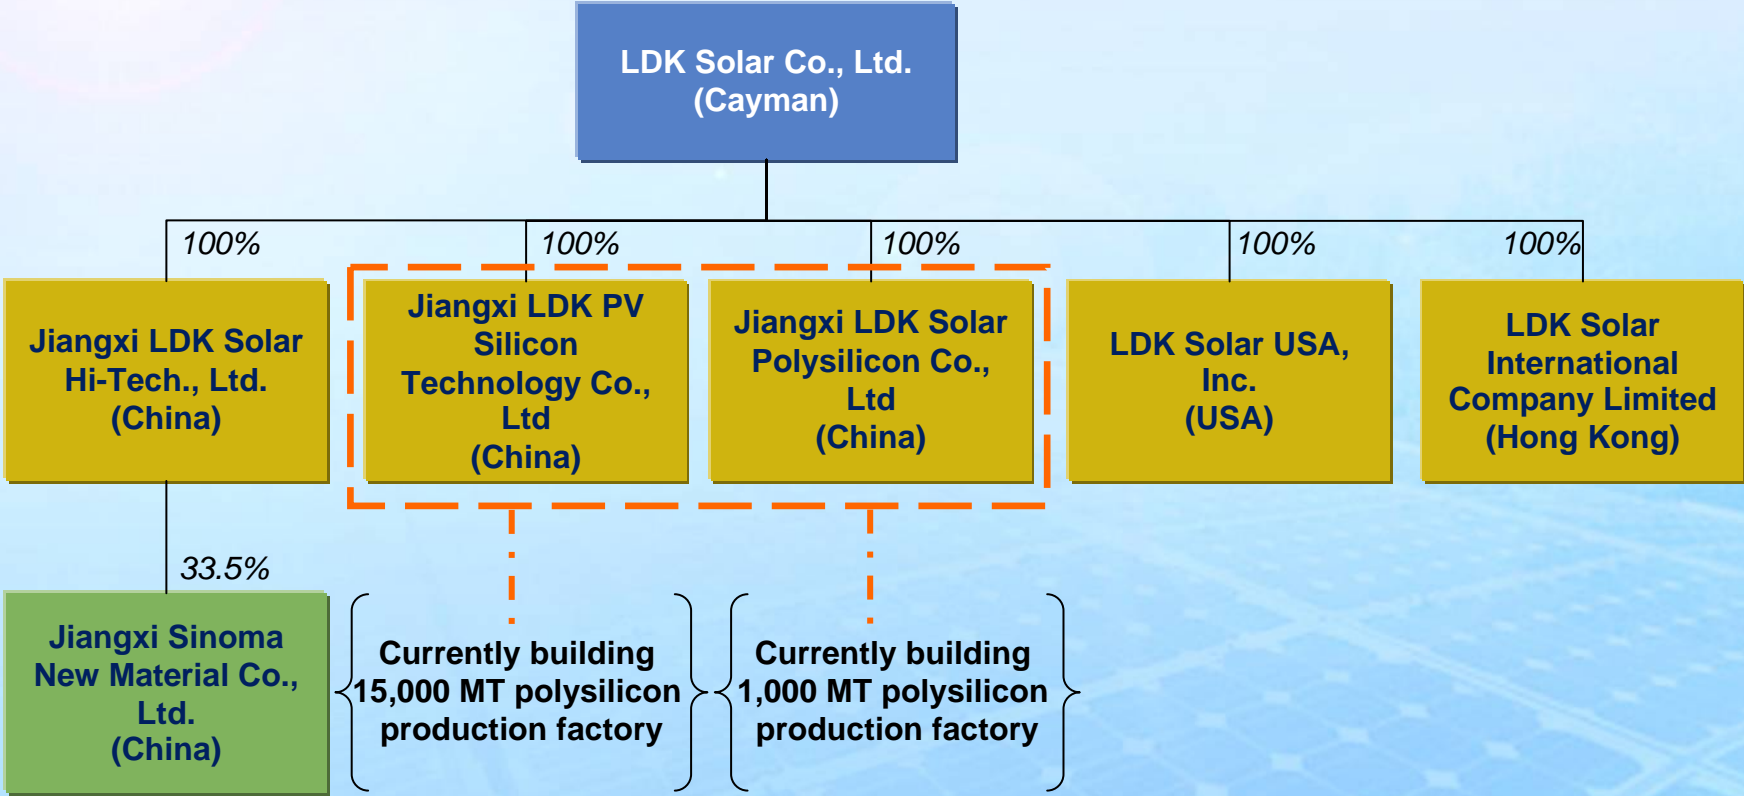 LDK Solar Co., Ltd.
(Cayman)
100%
100%
100%
100%
100%
Jiangxi LDK Solar
Hi-Tech., Ltd.
(China)
Jiangxi LDK PV
Silicon
Technology Co.,
Ltd
(China)
Jiangxi LDK Solar
Polysilicon Co.,
Ltd
(China)
LDK Solar USA,
Inc.
(USA)
LDK Solar
International
Company Limited
(Hong Kong)
33.5%
Jiangxi Sinoma
New Material Co.,
Ltd.
(China)
Currently building
15,000 MT polysilicon
production factory
Currently building
1,000 MT polysilicon
production factory